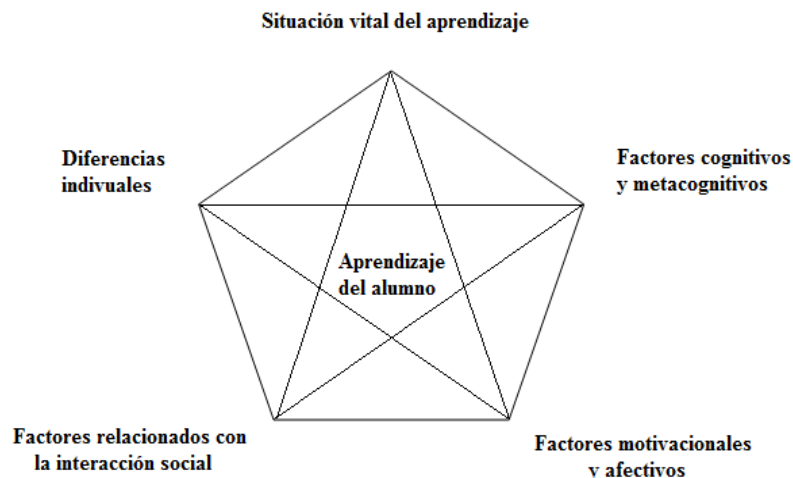 Situación vital del aprendizaje
Diferencias
indivuales
Factores cognitivos
y metacognitivos
Aprendizaje
del alumno
Factores relacionados con
la interacción social
Factores motivacionales
y afectivos